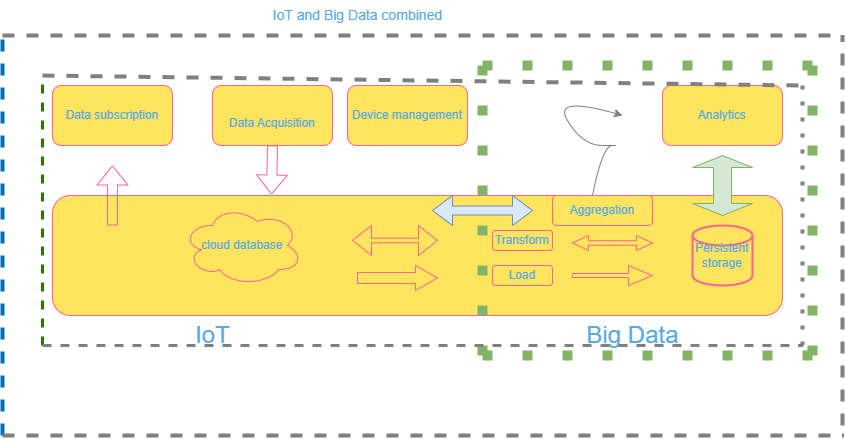 IoT and Big Data combined
Data subscription
Data Acquisition
Device management
Analytics
Aggregation
cloud database
Transform
Persistent
storage
Load
IoT
Big Data